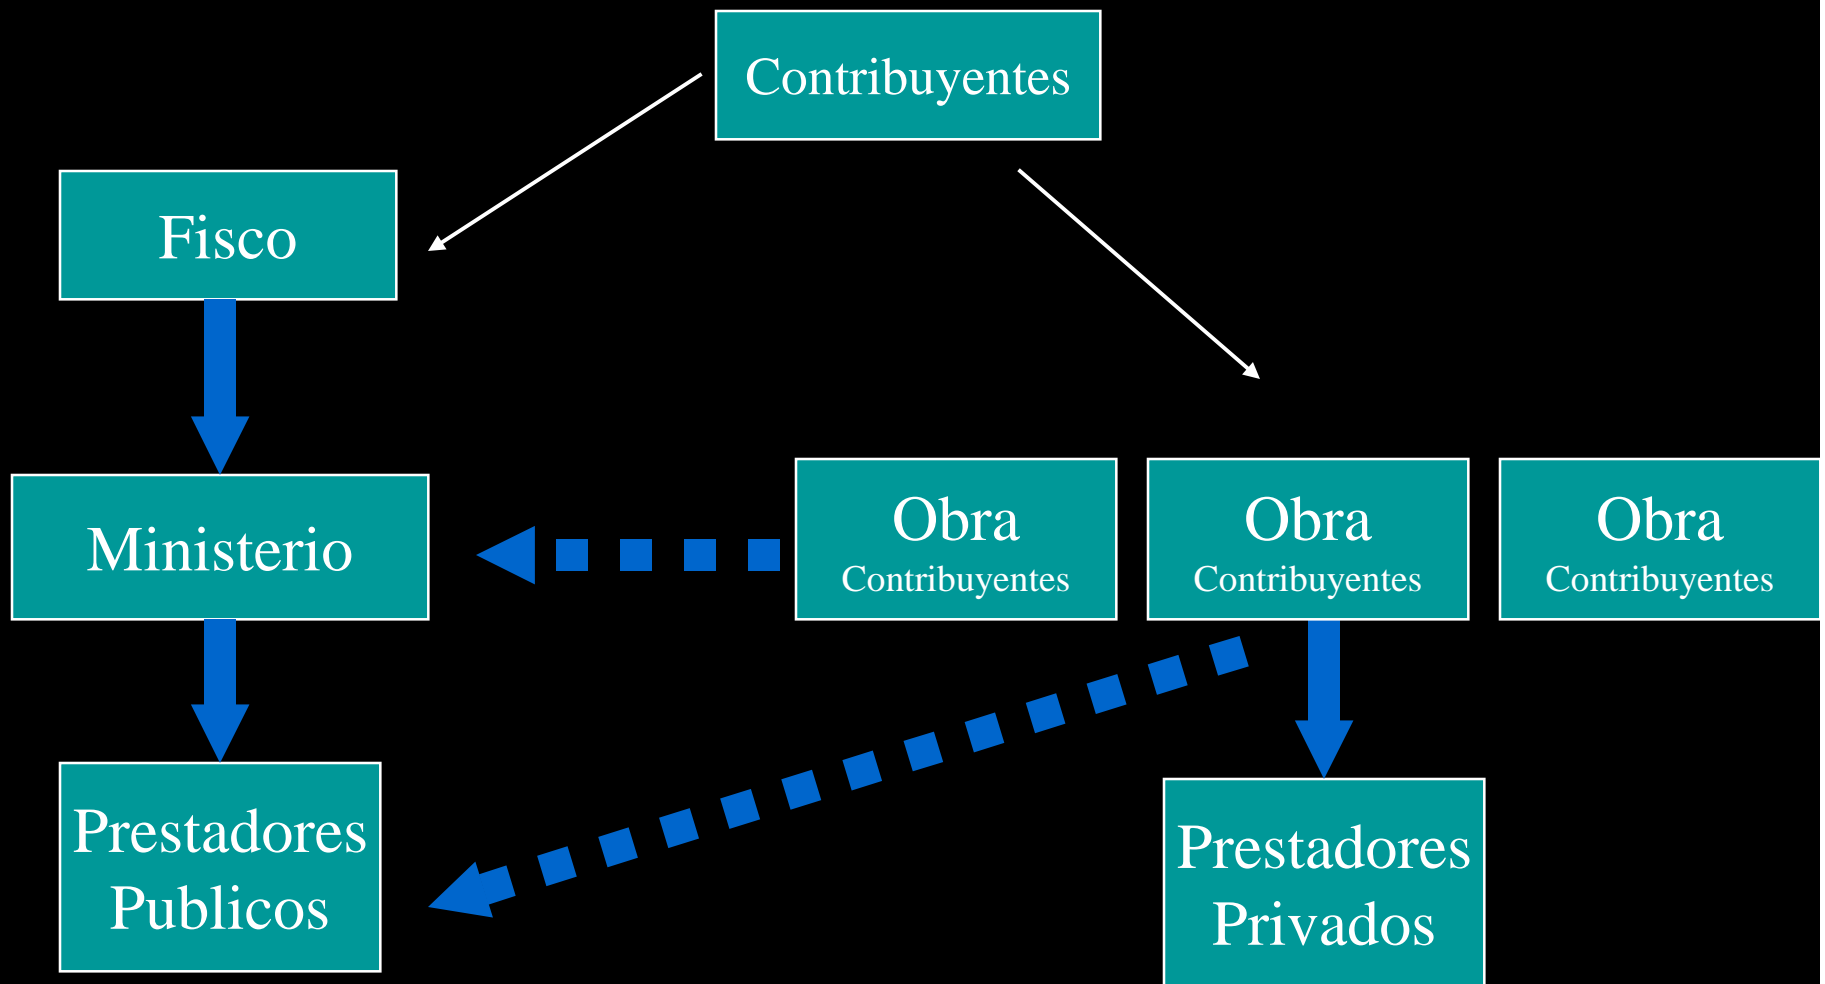 Contribuyentes
Fisco
Ministerio
Obra
Contribuyentes
Obra
Contribuyentes
Obra
Contribuyentes
Prestadores
Publicos
Prestadores
Privados